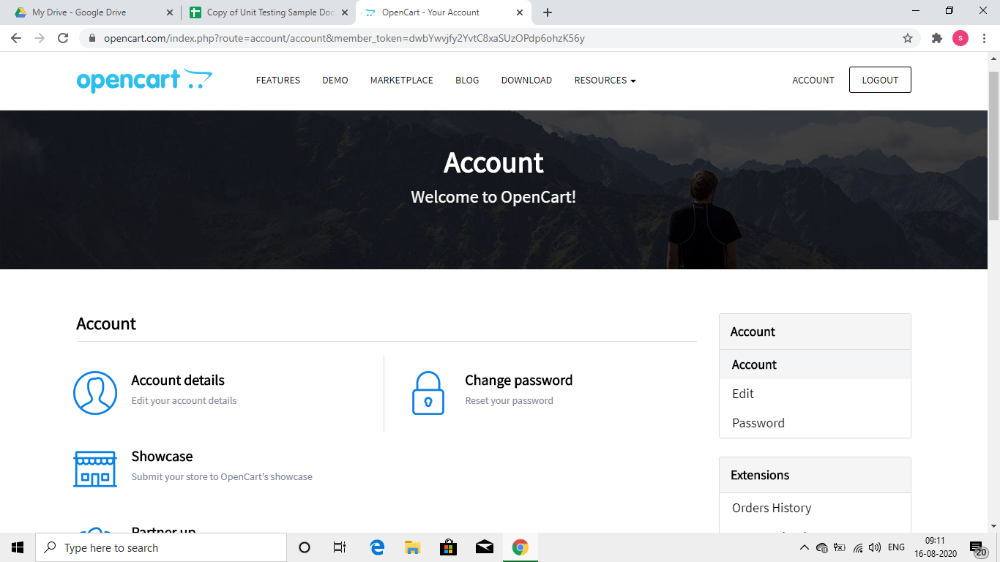 My Drive - Google Drive
Copy of Unit Testing Sample Doc
OpenCart - Your Account
opencart.com/index.php?route=account/account&member_token=dwbYwvjfy2YvtC8xaSUzOPdp6ohzK56y
s
opencart
FEATURES
DEMO
MARKETPLACE
BLOG
DOWNLOAD
RESOURCES
ACCOUNT
LOGOUT
Account
Welcome to OpenCart!
Account
Account details
Edit your account details
Change password
Reset your password
Showcase
Submit your store to OpenCart's showcase
Partner up
Account
Account
Edit
Password
Extensions
Orders History
Type here to search
ENG
09:11
16-08-2020
20